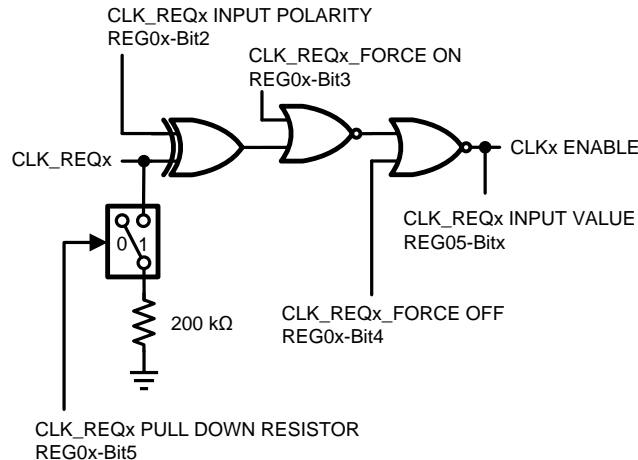 CLK_REQx INPUT POLARITY
REG0x-Bit2
CLK_REQx_FORCE ON
REG0x-Bit3
CLK_REQx
CLKx ENABLE
CLK_REQx INPUT VALUE
REG05-Bitx
0 1
CLK_REQx_FORCE OFF
REG0x-Bit4
200 kΩ
CLK_REQx PULL DOWN RESISTOR
REG0x-Bit5